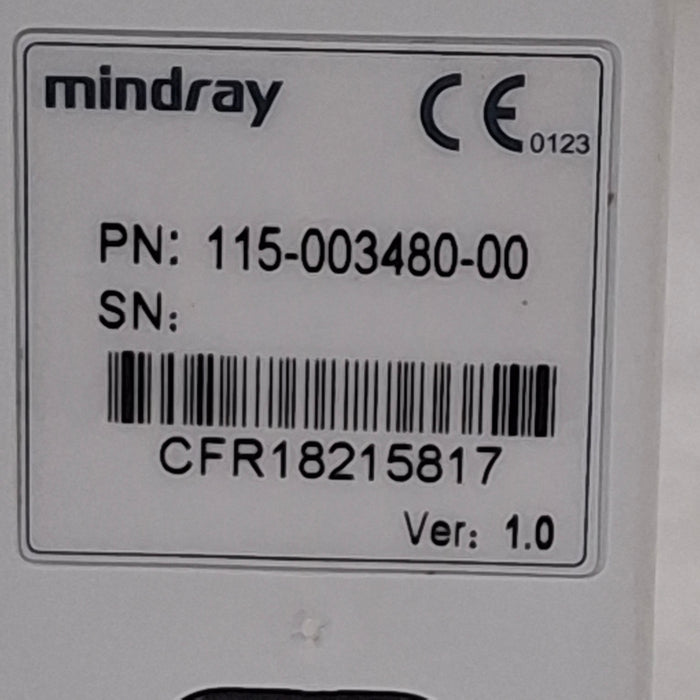 mindray
CE 0123
PN: 115-003480-00
SN:
CFR18215817
Ver: 1.0